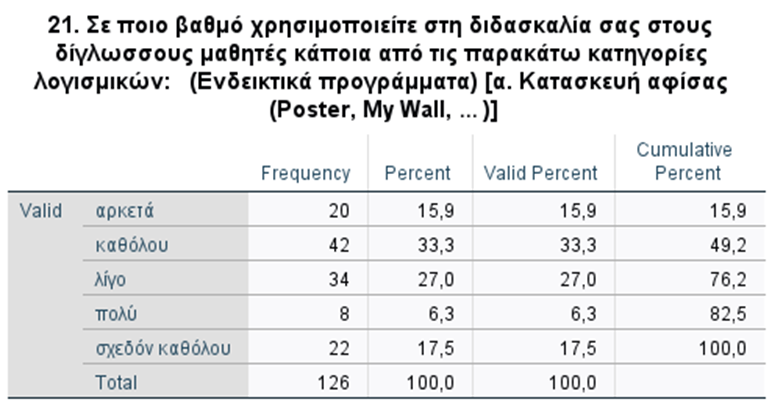 21. Σε ποιο βαθμό χρησιμοποιείτε στη διδασκαλία σας στους
δίγλωσσους μαθητές κάποια από τις παρακάτω κατηγορίες
λογισμικών: (Ενδεικτικά προγράμματα) [α. Κατασκευή αφίσας
(Poster, My Wall, ... )]
Frequency Percent Valid Percent Cumulative Percent
Valid αρκετά 20 15,9 15,9 15,9
καθόλου 42 33,3 33,3 49,2
λίγο 34 27,0 27,0 76,2
πολύ 8 6,3 6,3 82,5
σχεδόν καθόλου 22 17,5 17,5 100,0
Total 126 100,0 100,0